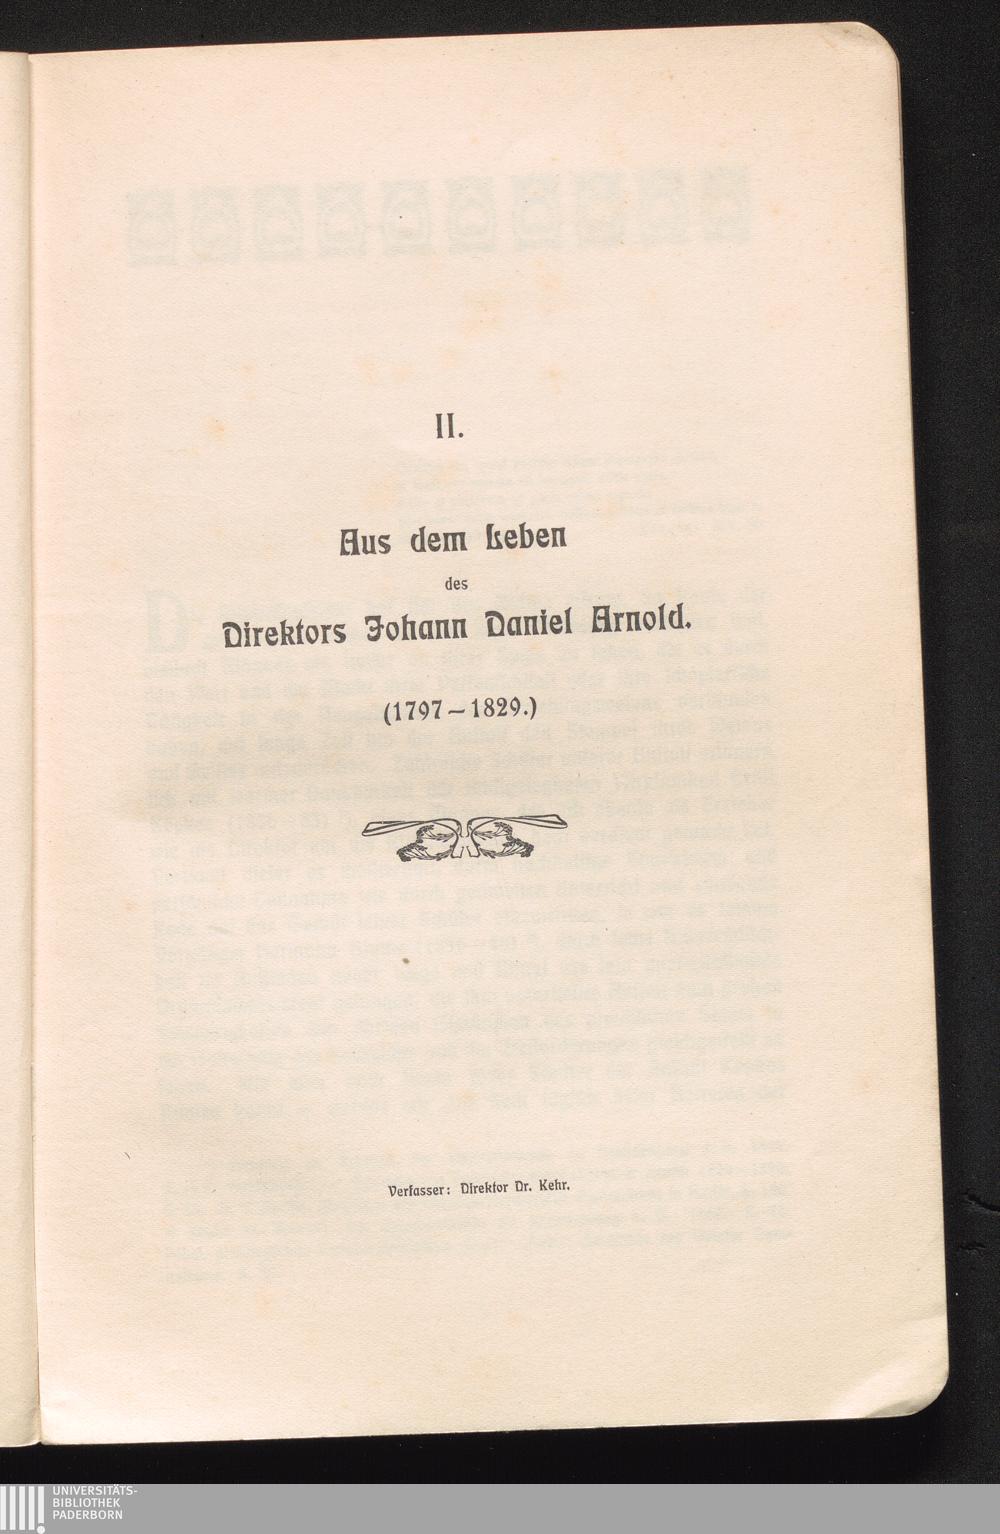 II.
Aus dem Leben
des
Direktors Johann Daniel Arnold.
(1797–1829.)
Verfasser: Direktor Dr. Kehr.
UNIVERSITÄTS-
BIBLIOTHEK
PADERBORN